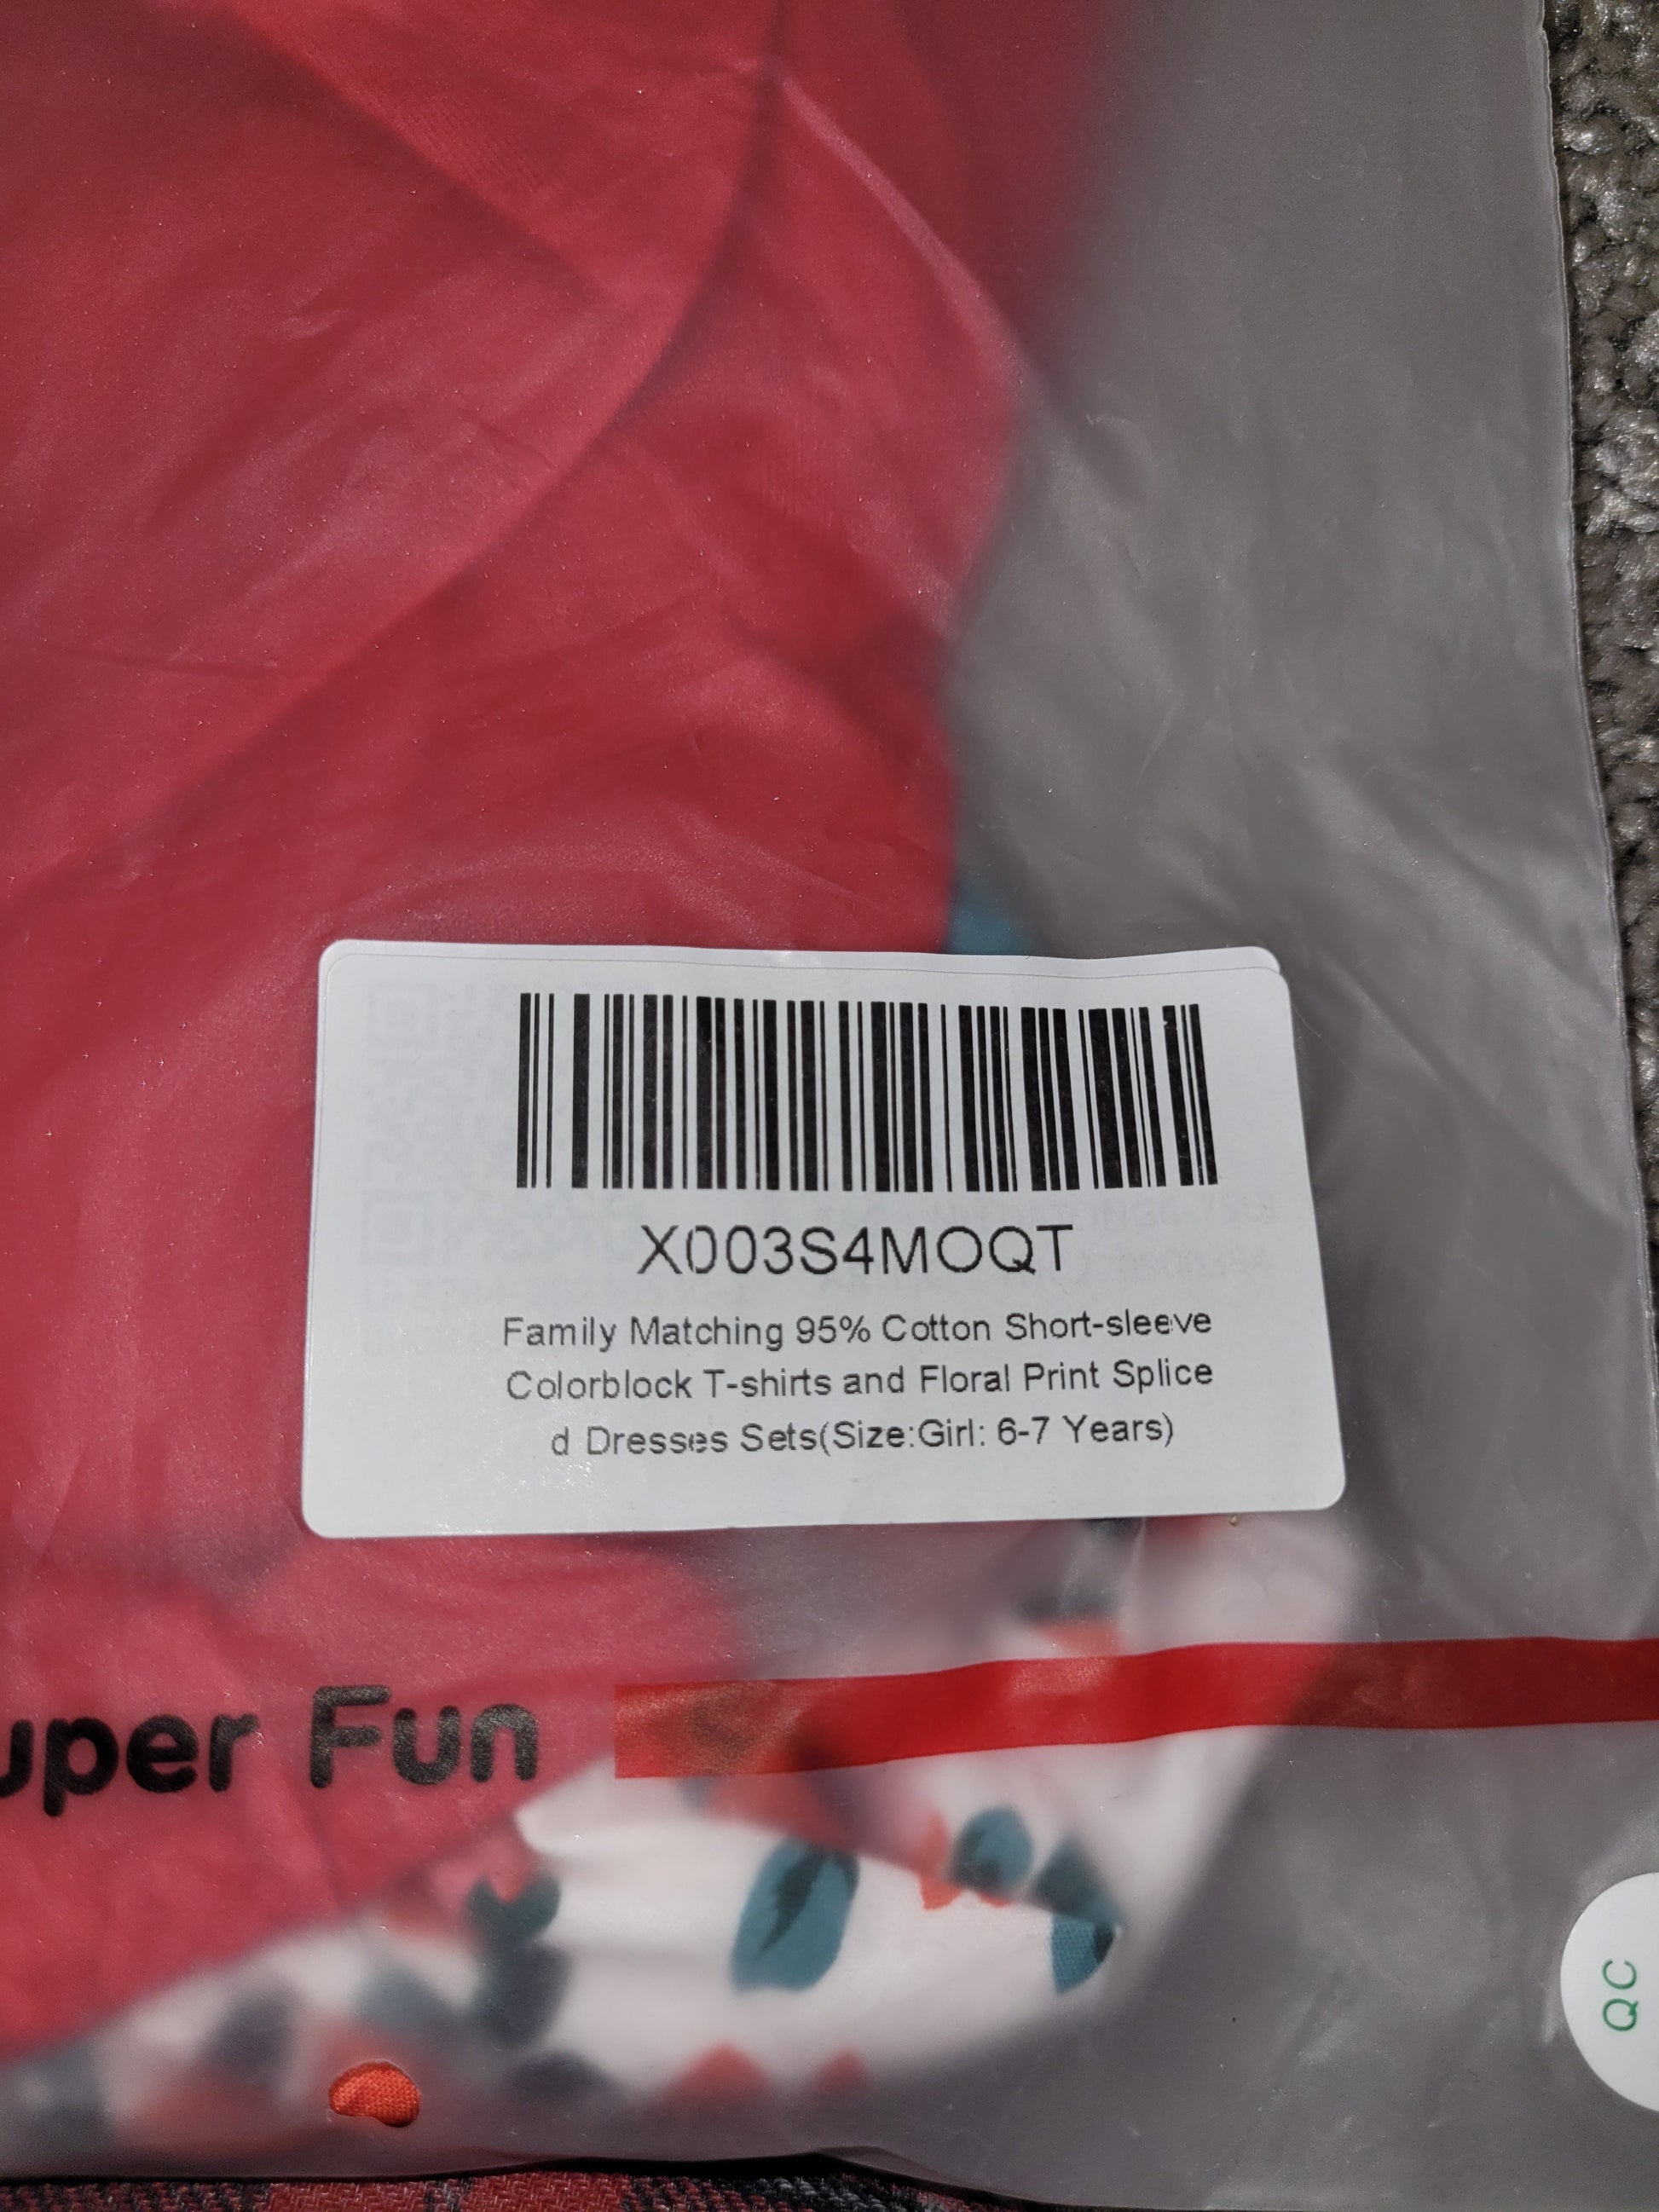 X003S4MOQT
Family Matching 95% Cotton Short-sleeve
Colorblock T-shirts and Floral Print Splice
d Dresses Sets(Size:Girl: 6-7 Years)
uper Fun
QC